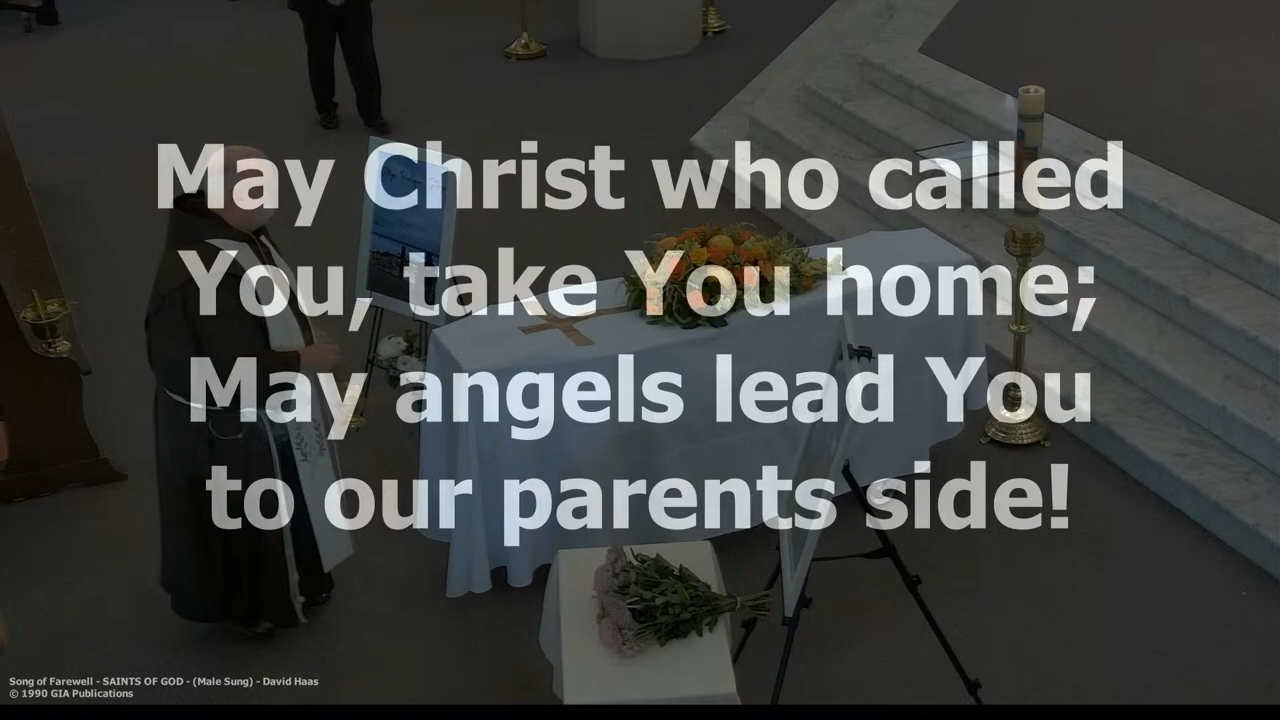 May Christ who called
You, take You home;
May angels lead You
to our parents side!
Song of Farewell - SAINTS OF GOD - (Male Sung) - David Haas
© 1990 GIA Publications